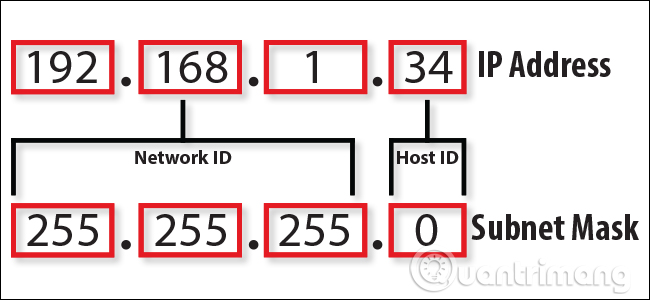 192.168.1.34 IP Address
Network ID Host ID
255.255.255.0 Subnet Mask
Quantrimang